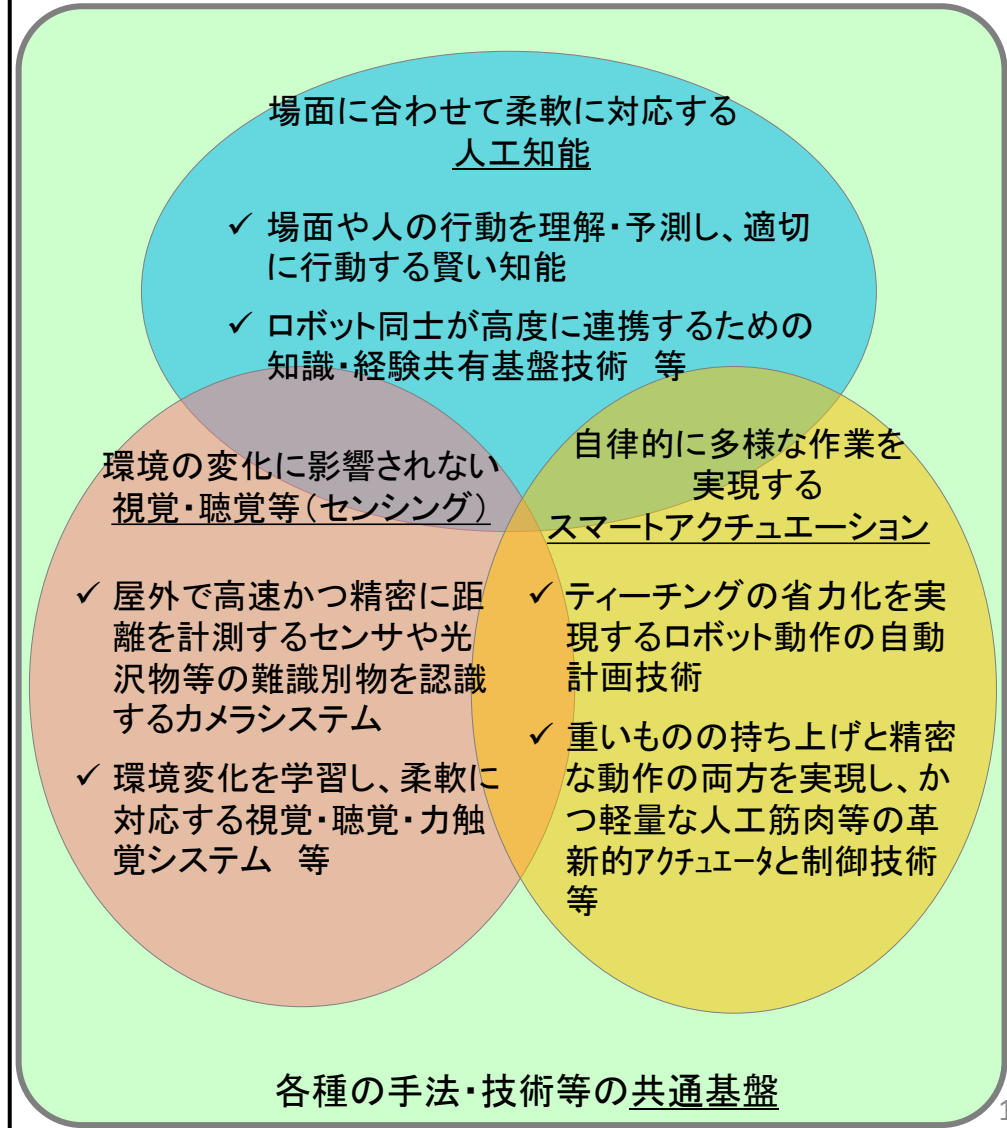 場面に合わせて柔軟に対応する
人工知能
✓ 場面や人の行動を理解・予測し、適切
に行動する賢い知能
✓ ロボット同士が高度に連携するための
知識・経験共有基盤技術　等
環境の変化に影響されない
視覚・聴覚等（センシング）
✓ 屋外で高速かつ精密に距
離を計測するセンサや光
沢物等の難識別物を認識
するカメラシステム
✓ 環境変化を学習し、柔軟に
対応する視覚・聴覚・力触
覚システム　等
自律的に多様な作業を
実現する
スマートアクチュエーション
✓ ティーチングの省力化を実
現するロボット動作の自動
計画技術
✓ 重いものの持ち上げと精密
な動作の両方を実現し、か
つ軽量な人工筋肉等の革
新的アクチュエータと制御技術
等
各種の手法・技術等の共通基盤
1